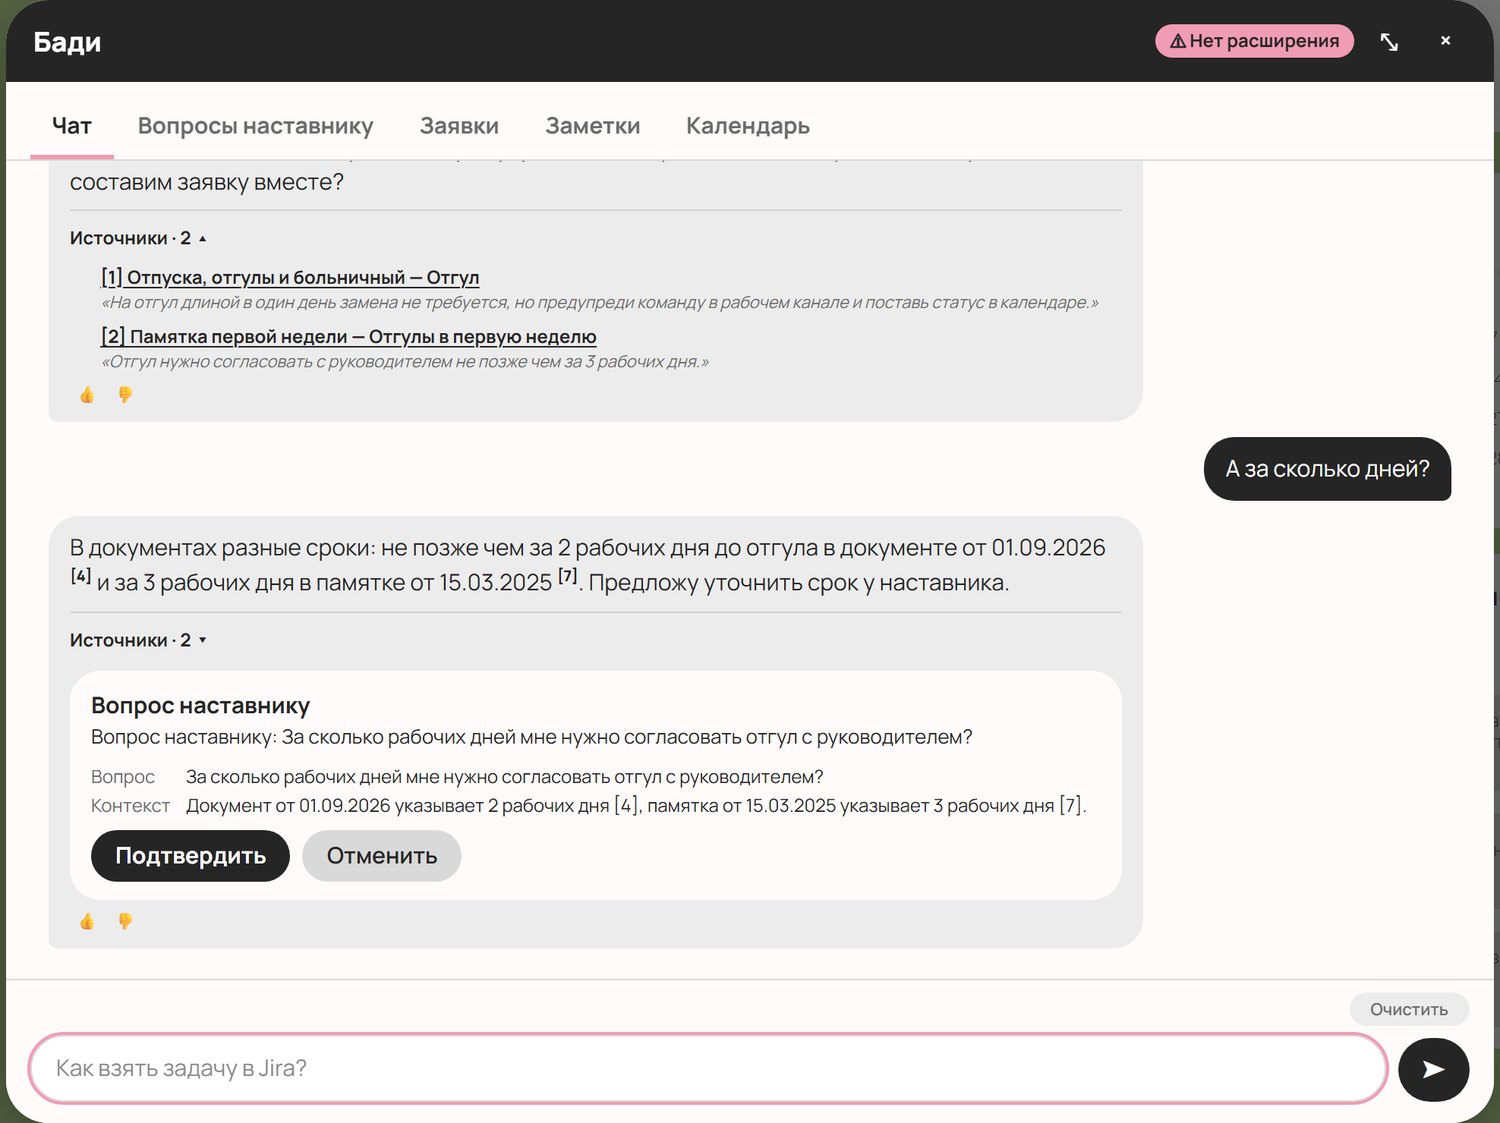 Бади
⚠ Нет расширения
Чат
Вопросы наставнику
Заявки
Заметки
Календарь
составим заявку вместе?
Источники · 2 ▲
[1] Отпуска, отгулы и больничный — Отгул
«На отгул длиной в один день замена не требуется, но предупреди команду в рабочем канале и поставь статус в календаре.»
[2] Памятка первой недели — Отгулы в первую неделю
«Отгул нужно согласовать с руководителем не позже чем за 3 рабочих дня.»
А за сколько дней?
В документах разные сроки: не позже чем за 2 рабочих дня до отгула в документе от 01.09.2026
[4] и за 3 рабочих дня в памятке от 15.03.2025 [7]. Предложу уточнить срок у наставника.
Источники · 2 ▼
Вопрос наставнику
Вопрос наставнику: За сколько рабочих дней мне нужно согласовать отгул с руководителем?
Вопрос За сколько рабочих дней мне нужно согласовать отгул с руководителем?
Контекст Документ от 01.09.2026 указывает 2 рабочих дня [4], памятка от 15.03.2025 указывает 3 рабочих дня [7].
Подтвердить
Отменить
Очистить
Как взять задачу в Jira?